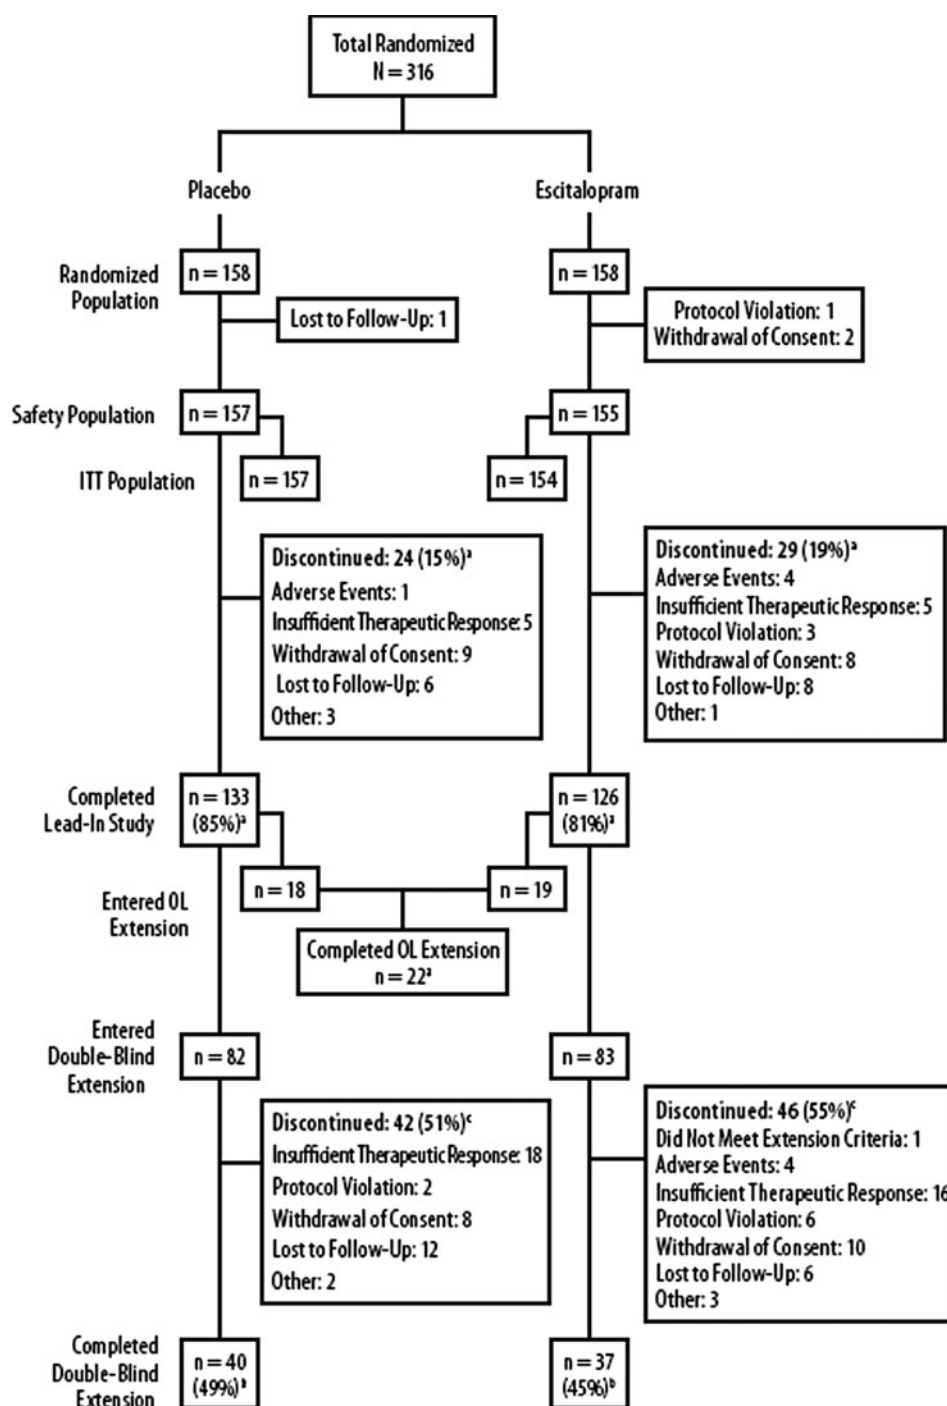 Total Randomized
N = 316
Placebo
Escitalopram
Randomized
Population
n = 158
n = 158
Lost to Follow-Up: 1
Protocol Violation: 1
Withdrawal of Consent: 2
Safety Population
n = 157
n = 155
ITT Population
n = 157
n = 154
Discontinued: 24 (15%)ᵃ
Adverse Events: 1
Insufficient Therapeutic Response: 5
Withdrawal of Consent: 9
Lost to Follow-Up: 6
Other: 3
Discontinued: 29 (19%)ᵃ
Adverse Events: 4
Insufficient Therapeutic Response: 5
Protocol Violation: 3
Withdrawal of Consent: 8
Lost to Follow-Up: 8
Other: 1
Completed
Lead-In Study
n = 133
(85%)ᵃ
n = 126
(81%)ᵃ
Entered OL
Extension
n = 18
n = 19
Completed OL Extension
n = 22ᵃ
Entered
Double-Blind
Extension
n = 82
n = 83
Discontinued: 42 (51%)ᶜ
Insufficient Therapeutic Response: 18
Protocol Violation: 2
Withdrawal of Consent: 8
Lost to Follow-Up: 12
Other: 2
Discontinued: 46 (55%)ᶜ
Did Not Meet Extension Criteria: 1
Adverse Events: 4
Insufficient Therapeutic Response: 16
Protocol Violation: 6
Withdrawal of Consent: 10
Lost to Follow-Up: 6
Other: 3
Completed
Double-Blind
Extension
n = 40
(49%)ᵇ
n = 37
(45%)ᵇ